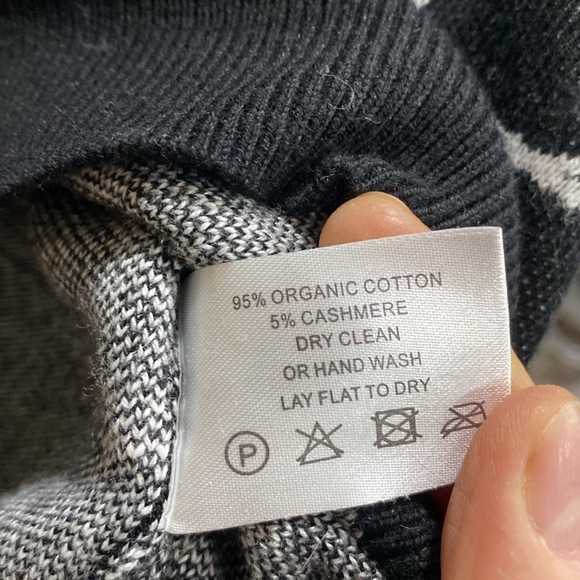 95% ORGANIC COTTON
5% CASHMERE
DRY CLEAN
OR HAND WASH
LAY FLAT TO DRY
P